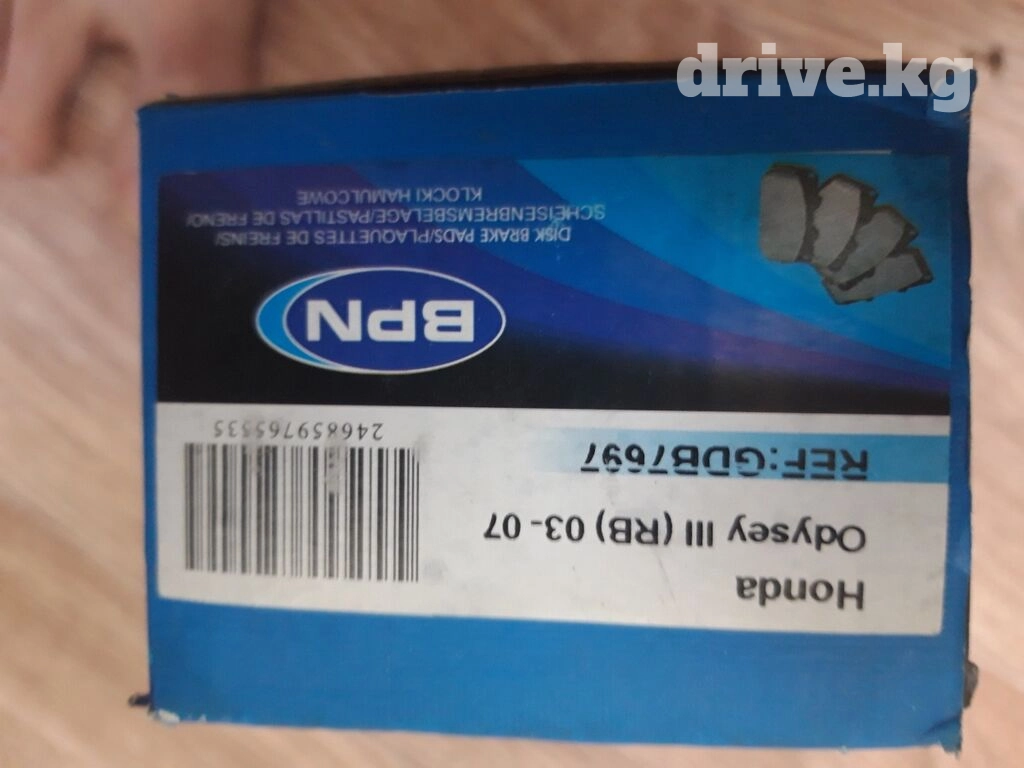 drive.kg
Honda
Odysey III (RB) 03-07
REF:GDB7697
246859765535
BPN
DISK BRAKE PADS/PLAQUETTES DE FREINS/
SCHEISENBREMSBELAGE/PASTILLAS DE FRENO/
KLOCKI HAMULCOWE